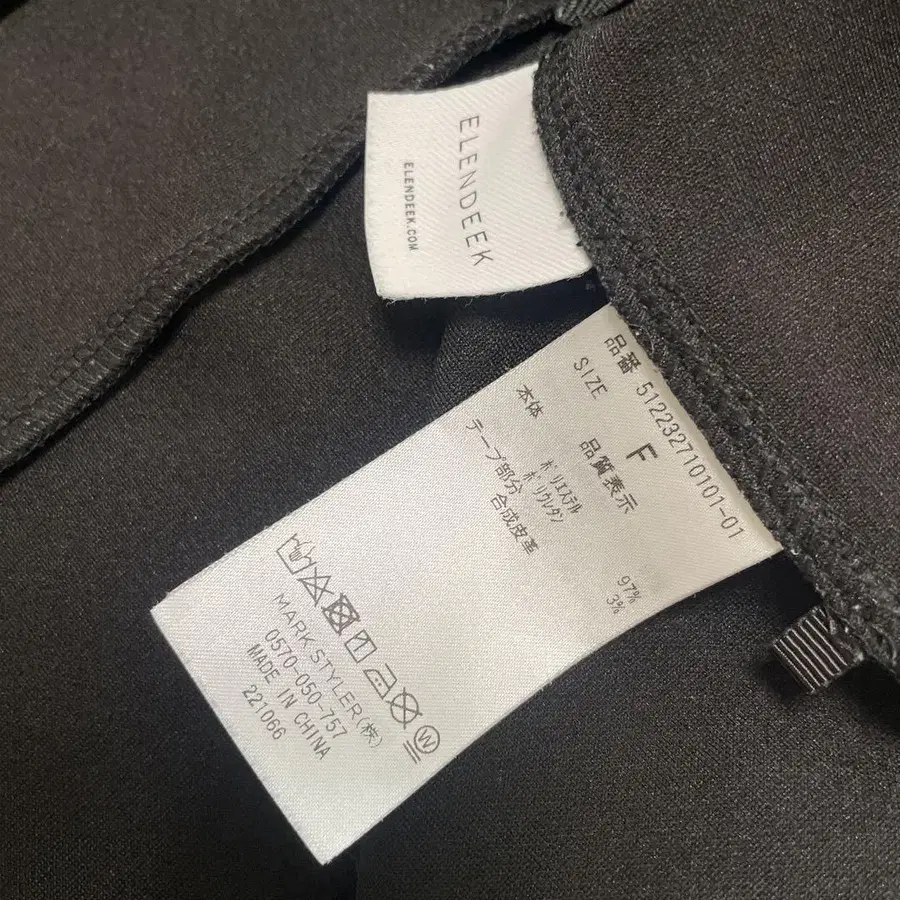 ELENDEEK
ELENDEEK.COM
品番 512232710101-01
SIZE F
品質表示
本体 ポリエステル 97%
ポリウレタン 3%
テープ部分 合成皮革
MARK STYLER(株)
0570-050-757
MADE IN CHINA
221066